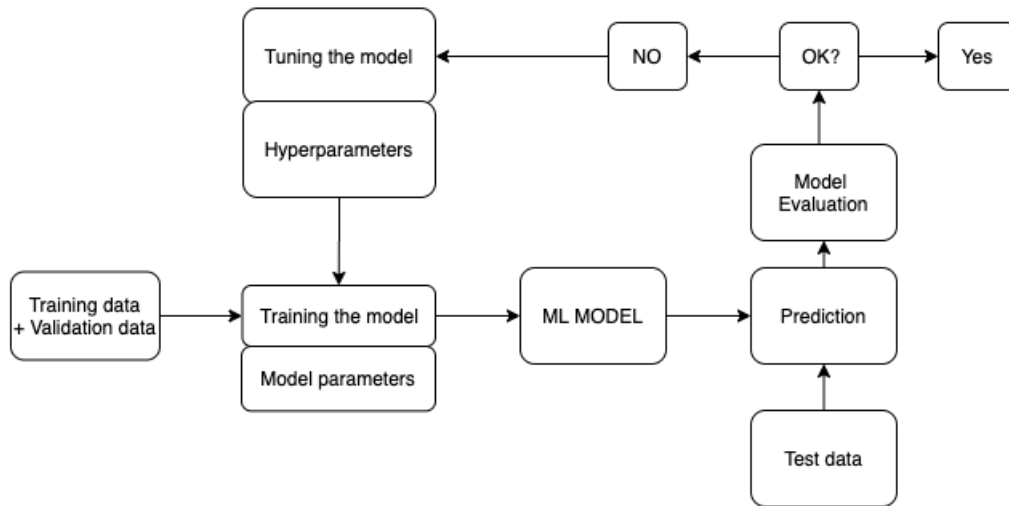 Tuning the model
NO
OK?
Yes
Hyperparameters
Model
Evaluation
Training data
+ Validation data
Training the model
ML MODEL
Prediction
Model parameters
Test data